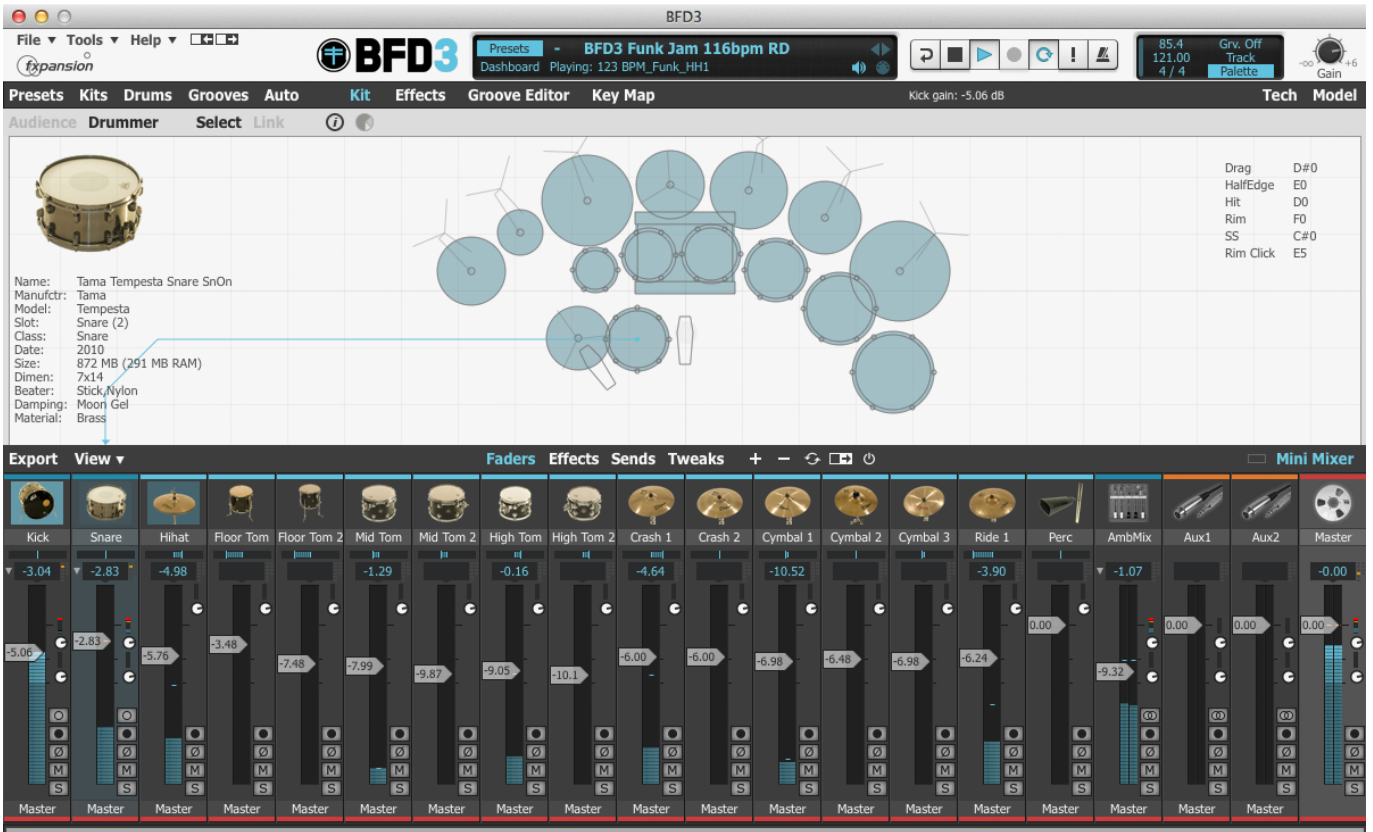 BFD3
File ▾ Tools ▾ Help ▾
fxpansion
BFD3
Presets - BFD3 Funk Jam 116bpm RD
Dashboard Playing: 123 BPM_Funk_HH1
85.4 Grv. Off
121.00 Track
4 / 4 Palette
-∞ +6
Gain
Presets Kits Drums Grooves Auto Kit Effects Groove Editor Key Map Kick gain: -5.06 dB Tech Model
Audience Drummer Select Link
Drag D#0
HalfEdge E0
Hit D0
Rim F0
SS C#0
Rim Click E5
Name: Tama Tempesta Snare SnOn
Manufctr: Tama
Model: Tempesta
Slot: Snare (2)
Class: Snare
Date: 2010
Size: 872 MB (291 MB RAM)
Dimen: 7x14
Beater: Stick,Nylon
Damping: Moon Gel
Material: Brass
Export View ▾ Faders Effects Sends Tweaks + − Mini Mixer
Kick Snare Hihat Floor Tom Floor Tom 2 Mid Tom Mid Tom 2 High Tom High Tom 2 Crash 1 Crash 2 Cymbal 1 Cymbal 2 Cymbal 3 Ride 1 Perc AmbMix Aux1 Aux2 Master
-3.04 -2.83 -4.98 -1.29 -0.16 -4.64 -10.52 -3.90 -1.07 -0.00
-5.06 -2.83 -5.76 -3.48 -7.48 -7.99 -9.87 -9.05 -10.1 -6.00 -6.00 -6.98 -6.48 -6.98 -6.24 0.00 -9.32 0.00 0.00 0.00
Ø Ø Ø Ø Ø Ø Ø Ø Ø Ø Ø Ø Ø Ø Ø Ø Ø Ø Ø Ø
M M M M M M M M M M M M M M M M M M M M
S S S S S S S S S S S S S S S S S S S S
Master Master Master Master Master Master Master Master Master Master Master Master Master Master Master Master Master Master Master